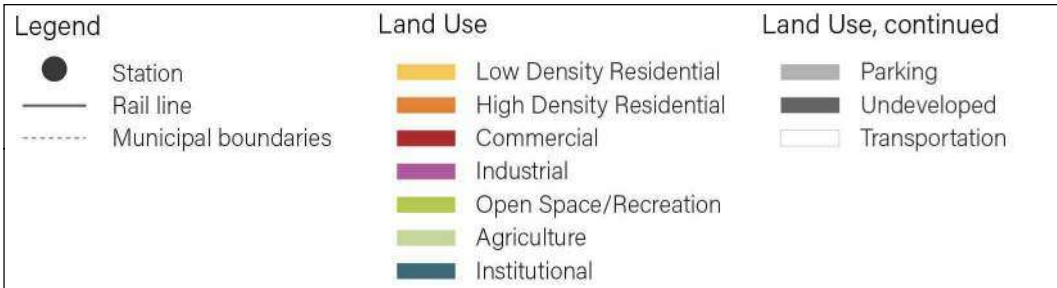 Legend
Station
Rail line
Municipal boundaries
Land Use
Low Density Residential
High Density Residential
Commercial
Industrial
Open Space/Recreation
Agriculture
Institutional
Land Use, continued
Parking
Undeveloped
Transportation